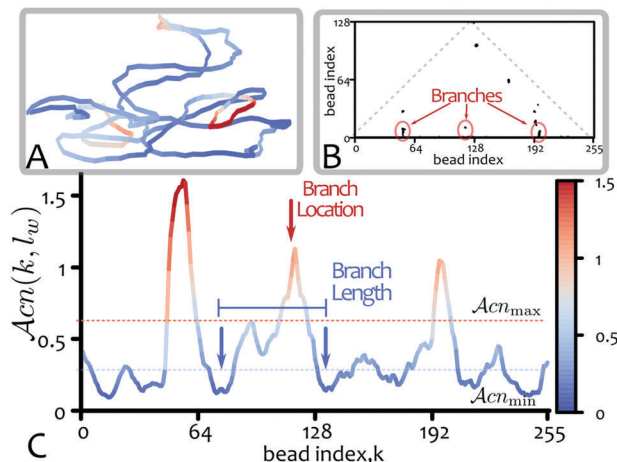 A
B
bead index
128
64
0
Branches
0
64
128
192
255
bead index
Acn(k, l_w)
1.5
1
0.5
0
Branch
Location
Branch
Length
Acn_max
Acn_min
1.5
1
0.5
0
C
0
64
128
192
255
bead index,k